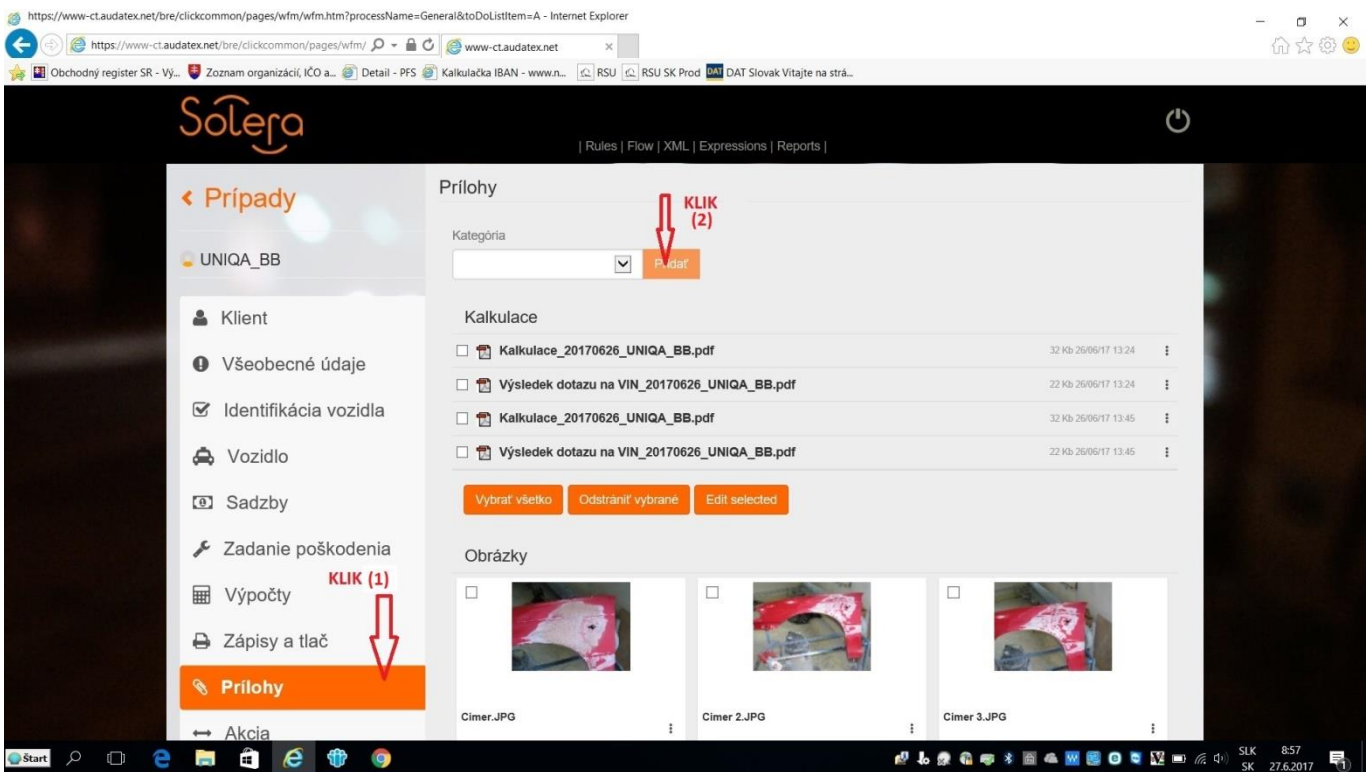 https://www-ct.audatex.net/bre/clickcommon/pages/wfm/wfm.htm?processName=General&toDoListItem=A - Internet Explorer
https://www-ct.audatex.net/bre/clickcommon/pages/wfm/
www-ct.audatex.net
Obchodný register SR - Vý...
Zoznam organizácií, IČO a...
Detail - PFS
Kalkulačka IBAN - www.n...
RSU
RSU SK Prod
DAT
DAT Slovak Vitajte na strá...
Solera
| Rules | Flow | XML | Expressions | Reports |
Prípady
UNIQA_BB
Klient
Všeobecné údaje
Identifikácia vozidla
Vozidlo
Sadzby
Zadanie poškodenia
KLIK (1)
Výpočty
Zápisy a tlač
Prílohy
Akcia
Prílohy
KLIK
(2)
Kategória
Pridať
Kalkulace
Kalkulace_20170626_UNIQA_BB.pdf 32 Kb 26/06/17 13:24
Výsledek dotazu na VIN_20170626_UNIQA_BB.pdf 22 Kb 26/06/17 13:24
Kalkulace_20170626_UNIQA_BB.pdf 32 Kb 26/06/17 13:45
Výsledek dotazu na VIN_20170626_UNIQA_BB.pdf 22 Kb 26/06/17 13:45
Vybrať všetko
Odstrániť vybrané
Edit selected
Obrázky
Cimer.JPG
Cimer 2.JPG
Cimer 3.JPG
Štart
SLK 8:57
SK 27.6.2017